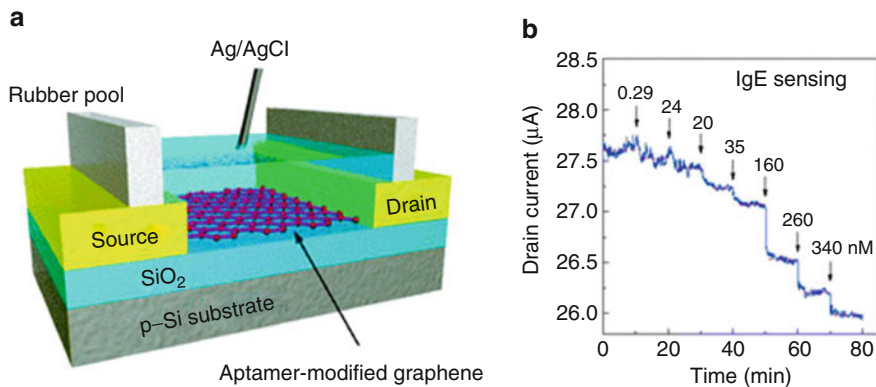 a
Ag/AgCl
Rubber pool
Source
Drain
SiO₂
p–Si substrate
Aptamer-modified graphene
b
IgE sensing
0.29
24
20
35
160
260
340 nM
Drain current (μA)
28.5
28.0
27.5
27.0
26.5
26.0
0 20 40 60 80
Time (min)